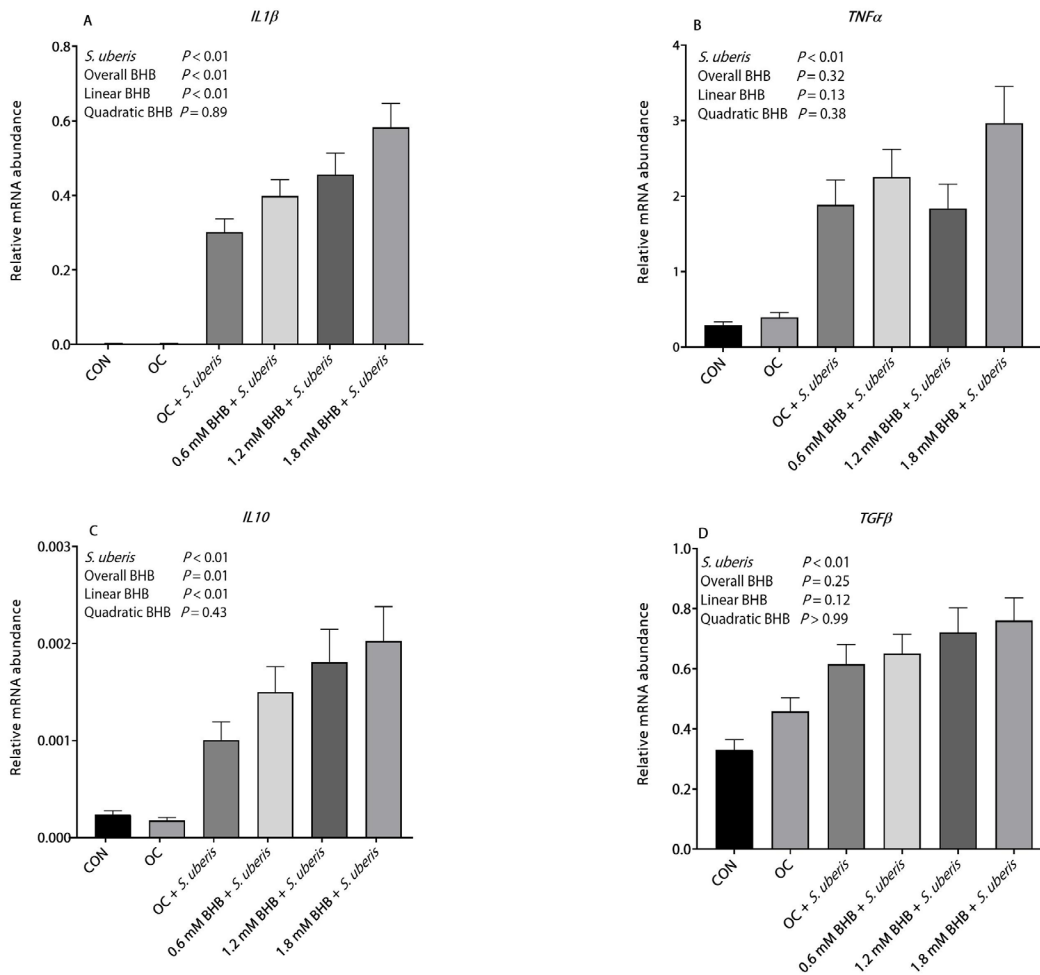 A
IL1β
S. uberis P < 0.01
Overall BHB P < 0.01
Linear BHB P < 0.01
Quadratic BHB P = 0.89
Relative mRNA abundance
0.8
0.6
0.4
0.2
0.0
CON
OC
OC + S. uberis
0.6 mM BHB + S. uberis
1.2 mM BHB + S. uberis
1.8 mM BHB + S. uberis
B
TNFα
S. uberis P < 0.01
Overall BHB P = 0.32
Linear BHB P = 0.13
Quadratic BHB P = 0.38
Relative mRNA abundance
4
3
2
1
0
CON
OC
OC + S. uberis
0.6 mM BHB + S. uberis
1.2 mM BHB + S. uberis
1.8 mM BHB + S. uberis
C
IL10
S. uberis P < 0.01
Overall BHB P = 0.01
Linear BHB P < 0.01
Quadratic BHB P = 0.43
Relative mRNA abundance
0.003
0.002
0.001
0.000
CON
OC
OC + S. uberis
0.6 mM BHB + S. uberis
1.2 mM BHB + S. uberis
1.8 mM BHB + S. uberis
D
TGFβ
S. uberis P < 0.01
Overall BHB P = 0.25
Linear BHB P = 0.12
Quadratic BHB P > 0.99
Relative mRNA abundance
1.0
0.8
0.6
0.4
0.2
0.0
CON
OC
OC + S. uberis
0.6 mM BHB + S. uberis
1.2 mM BHB + S. uberis
1.8 mM BHB + S. uberis